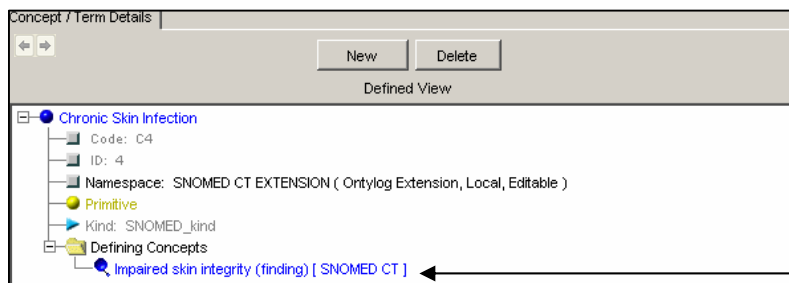 Concept / Term Details
New Delete
Defined View
Chronic Skin Infection
Code: C4
ID: 4
Namespace: SNOMED CT EXTENSION ( Ontylog Extension, Local, Editable )
Primitive
Kind: SNOMED_kind
Defining Concepts
Impaired skin integrity (finding) [ SNOMED CT ]